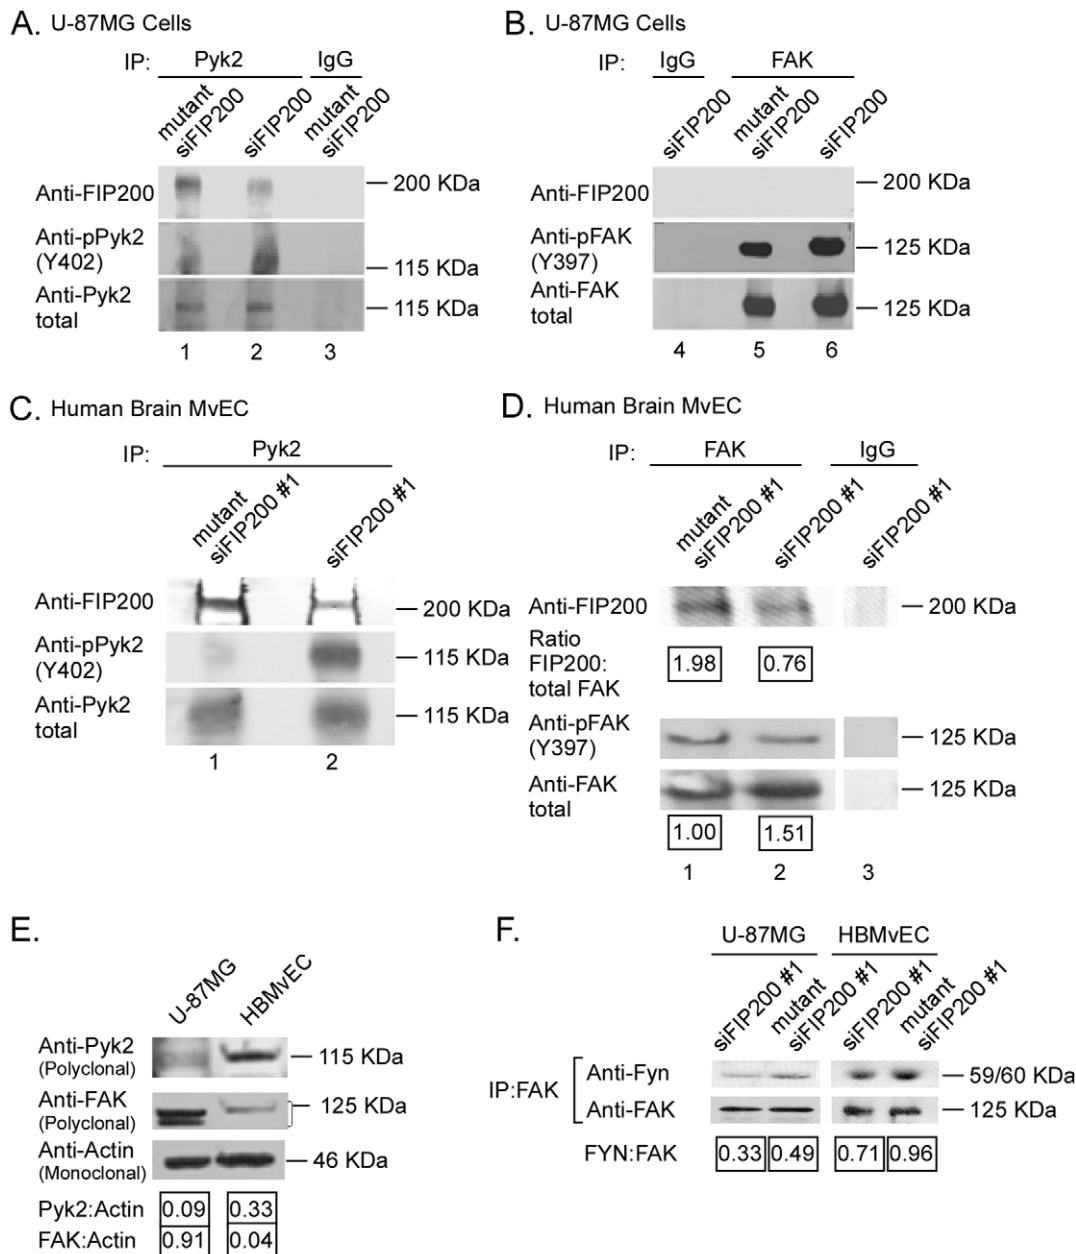 A. U-87MG Cells
IP: Pyk2 IgG
mutant siFIP200
siFIP200
mutant siFIP200
Anti-FIP200
200 KDa
Anti-pPyk2 (Y402)
115 KDa
Anti-Pyk2 total
115 KDa
1 2 3
B. U-87MG Cells
IP: IgG FAK
siFIP200
mutant siFIP200
siFIP200
Anti-FIP200
200 KDa
Anti-pFAK (Y397)
125 KDa
Anti-FAK total
125 KDa
4 5 6
C. Human Brain MvEC
IP: Pyk2
mutant siFIP200 #1
siFIP200 #1
Anti-FIP200
200 KDa
Anti-pPyk2 (Y402)
115 KDa
Anti-Pyk2 total
115 KDa
1 2
D. Human Brain MvEC
IP: FAK IgG
mutant siFIP200 #1
siFIP200 #1
siFIP200 #1
Anti-FIP200
200 KDa
Ratio FIP200: total FAK
1.98 0.76
Anti-pFAK (Y397)
125 KDa
Anti-FAK total
125 KDa
1.00 1.51
1 2 3
E.
U-87MG
HBMvEC
Anti-Pyk2 (Polyclonal)
115 KDa
Anti-FAK (Polyclonal)
125 KDa
Anti-Actin (Monoclonal)
46 KDa
Pyk2:Actin 0.09 0.33
FAK:Actin 0.91 0.04
F.
U-87MG HBMvEC
siFIP200 #1
mutant siFIP200 #1
siFIP200 #1
mutant siFIP200 #1
IP:FAK
Anti-Fyn
59/60 KDa
Anti-FAK
125 KDa
FYN:FAK 0.33 0.49 0.71 0.96